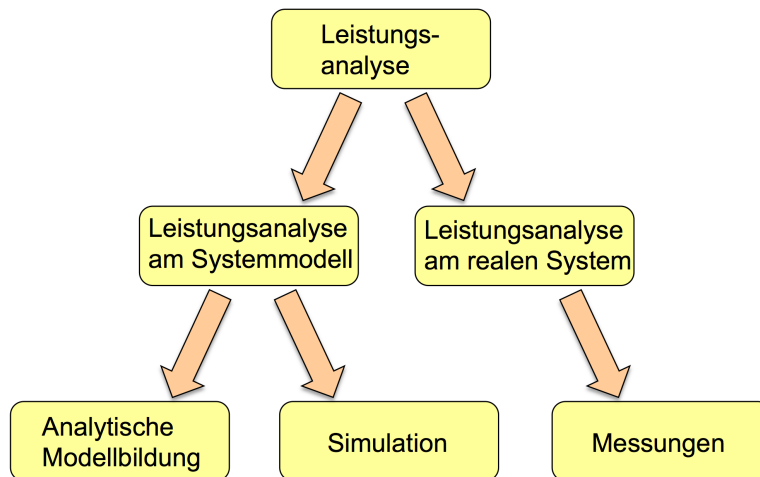 Leistungs-
analyse
Leistungsanalyse
am Systemmodell
Leistungsanalyse
am realen System
Analytische
Modellbildung
Simulation
Messungen